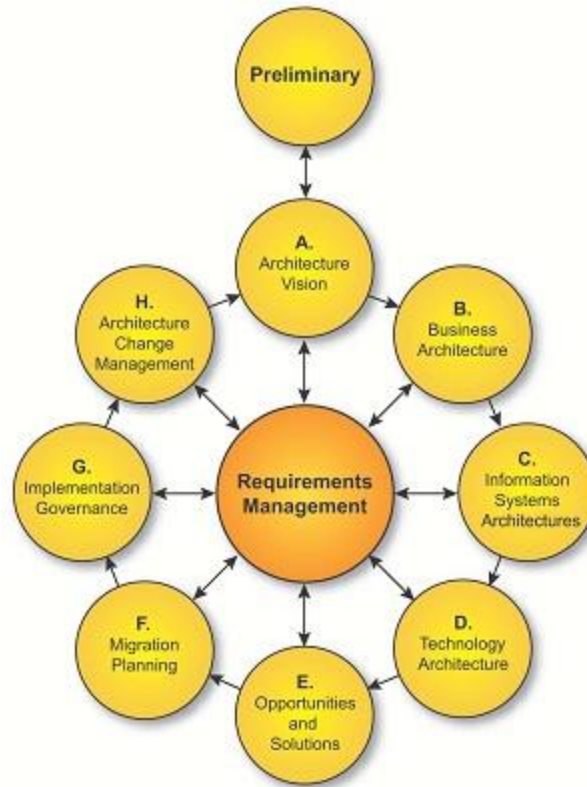 Preliminary
A.
Architecture
Vision
B.
Business
Architecture
C.
Information
Systems
Architectures
D.
Technology
Architecture
E.
Opportunities
and
Solutions
F.
Migration
Planning
G.
Implementation
Governance
H.
Architecture
Change
Management
Requirements
Management